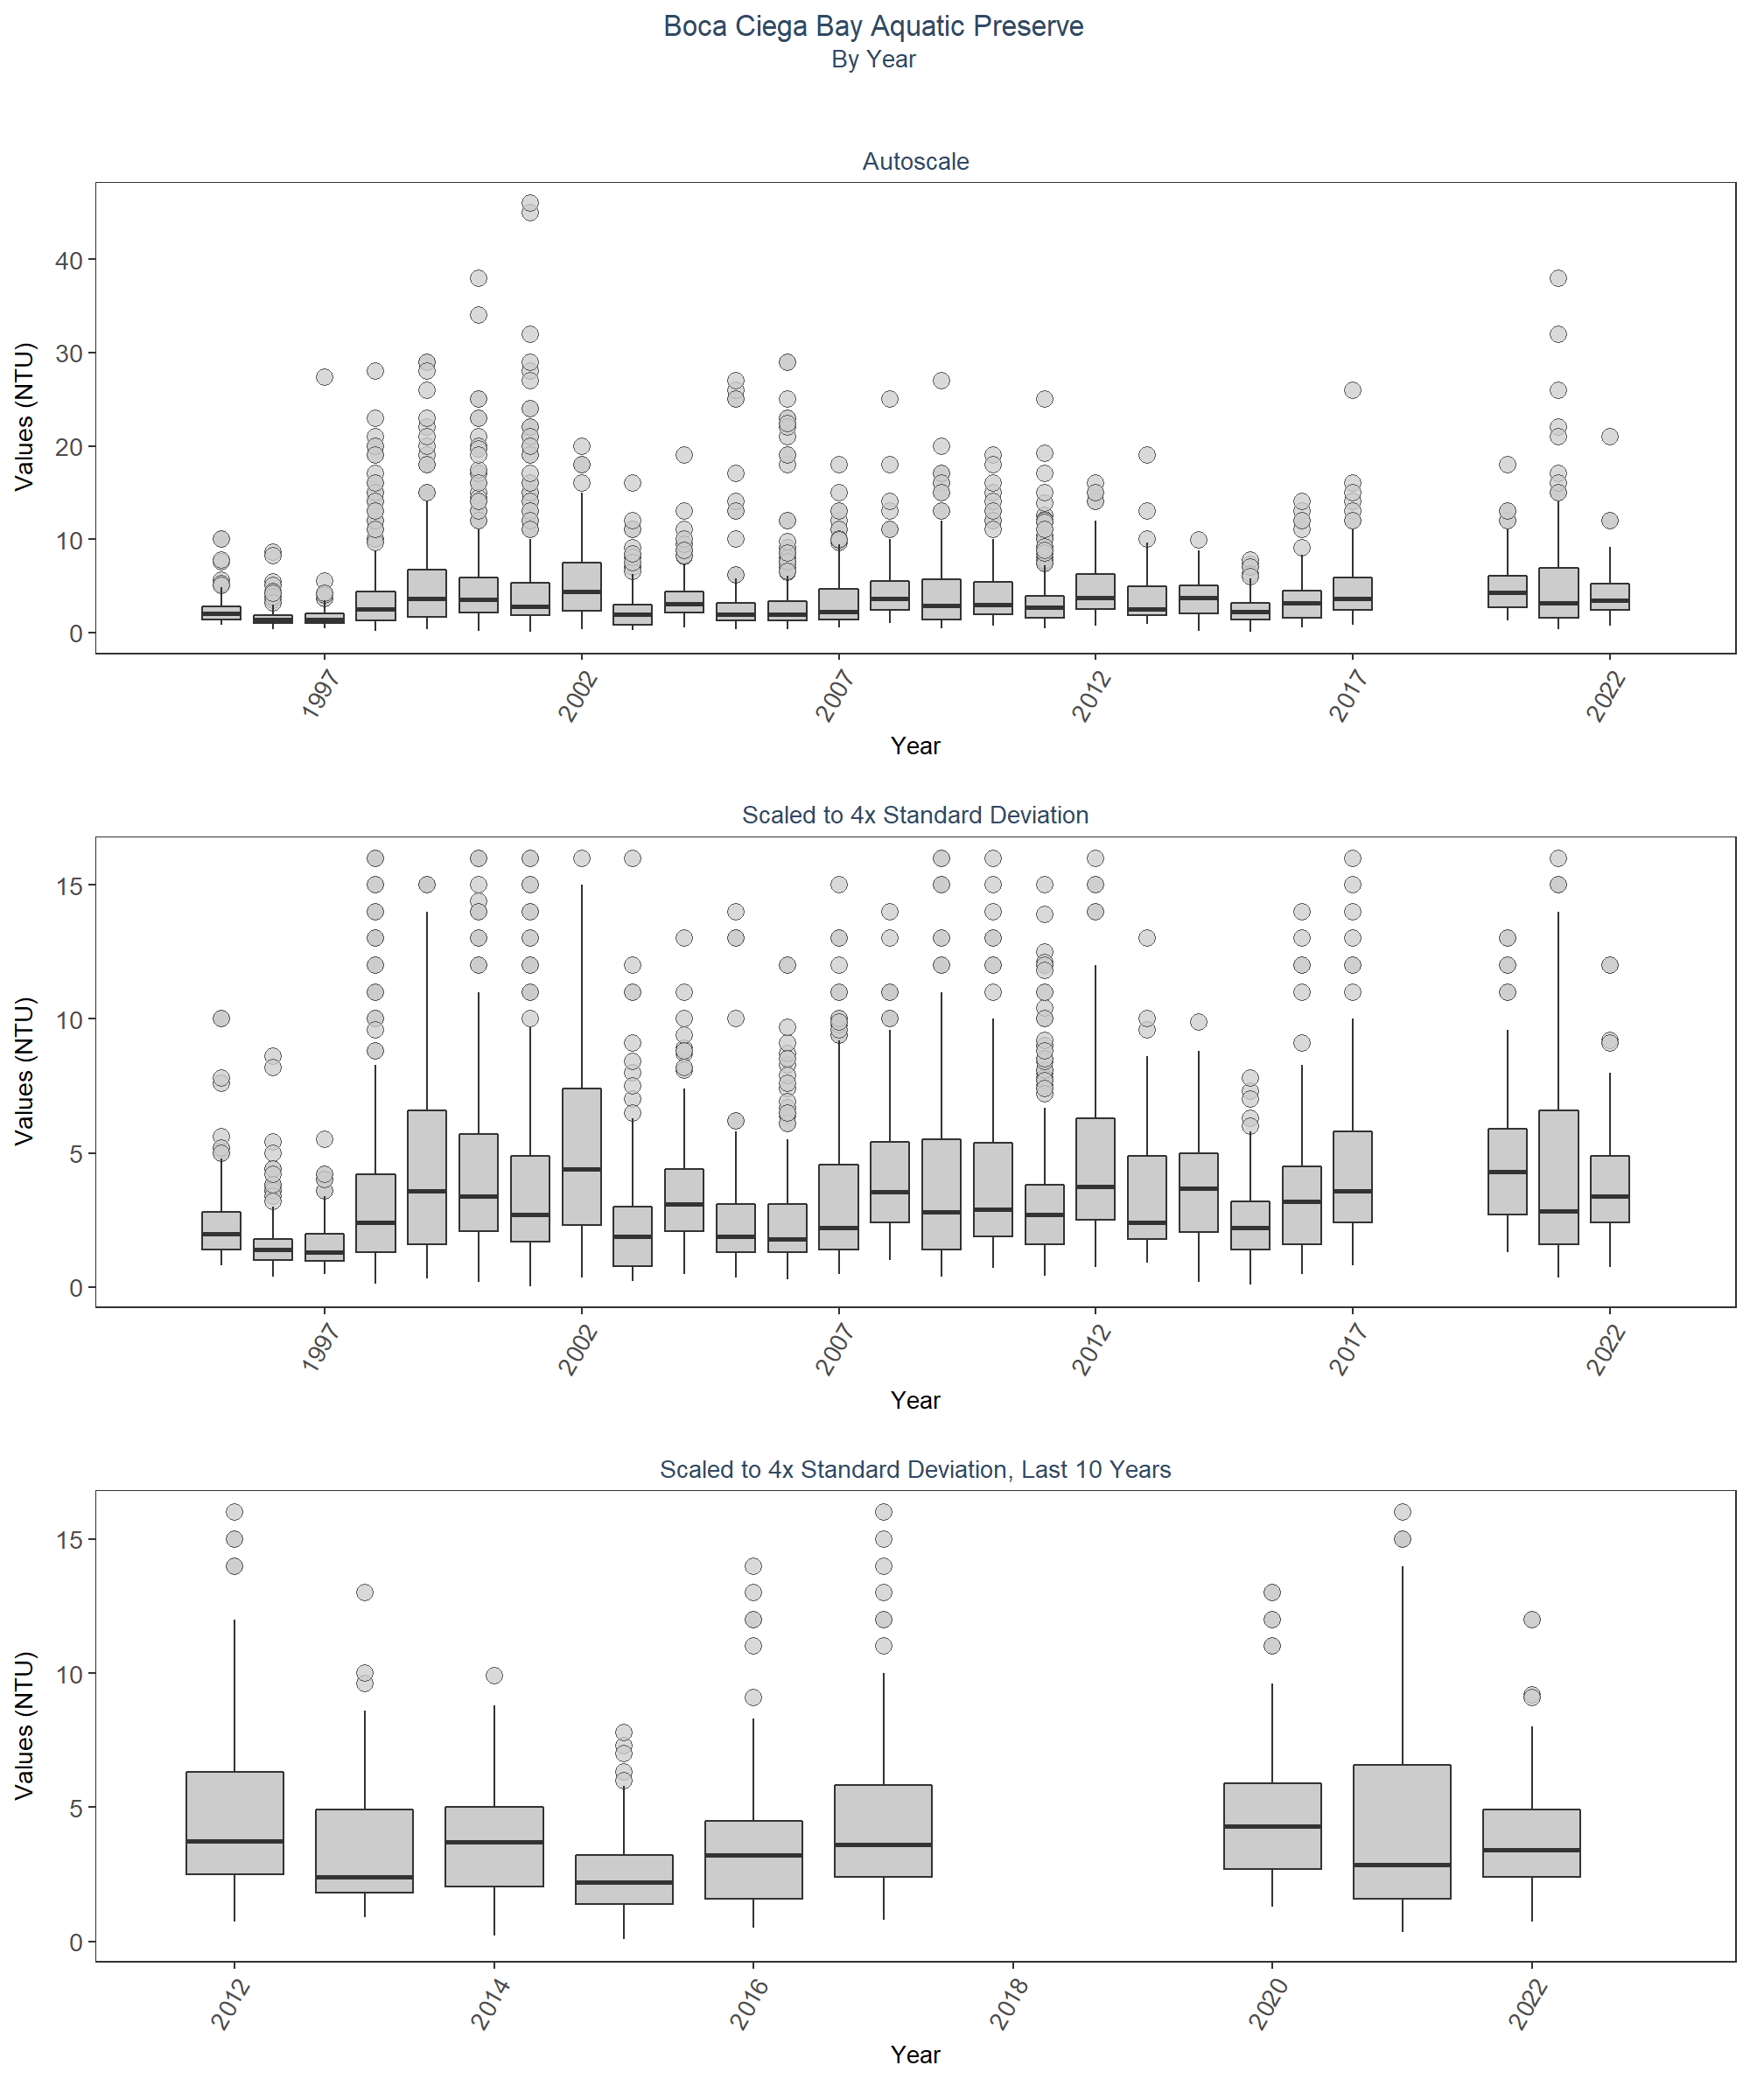 Boca Ciega Bay Aquatic Preserve
By Year
Autoscale
Values (NTU)
40
30
20
10
0
1997 2002 2007 2012 2017 2022
Year
Scaled to 4x Standard Deviation
Values (NTU)
15
10
5
0
1997 2002 2007 2012 2017 2022
Year
Scaled to 4x Standard Deviation, Last 10 Years
Values (NTU)
15
10
5
0
2012 2014 2016 2018 2020 2022
Year